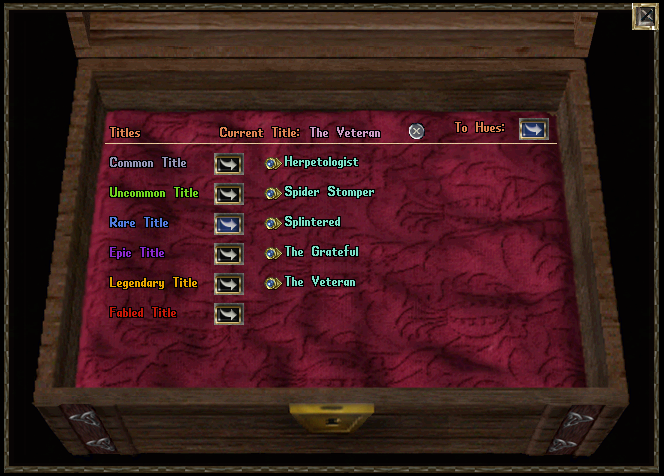 Titles Current Title: The Veteran To Hues:
Common Title Herpetologist
Uncommon Title Spider Stomper
Rare Title Splintered
Epic Title The Grateful
Legendary Title The Veteran
Fabled Title